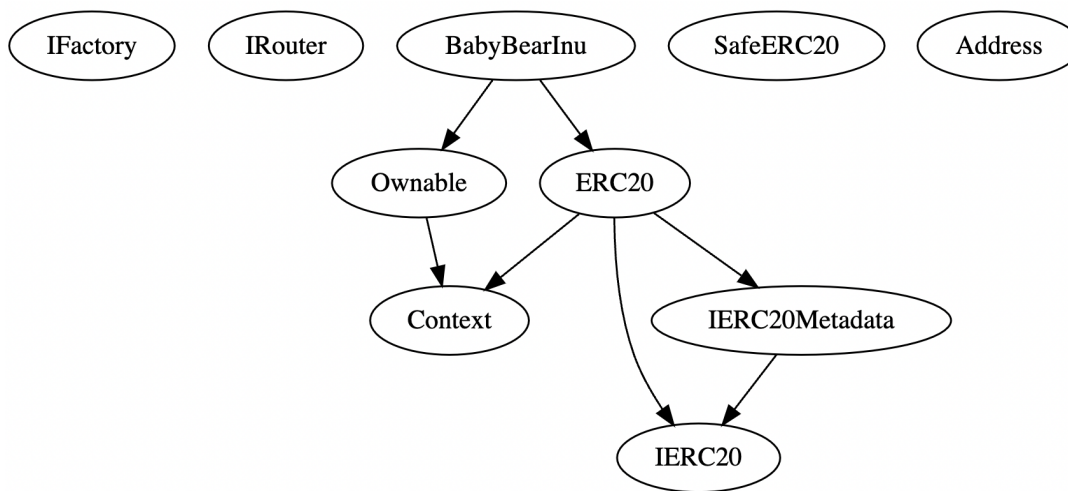 IFactory IRouter BabyBearInu SafeERC20 Address
Ownable ERC20
Context IERC20Metadata
IERC20